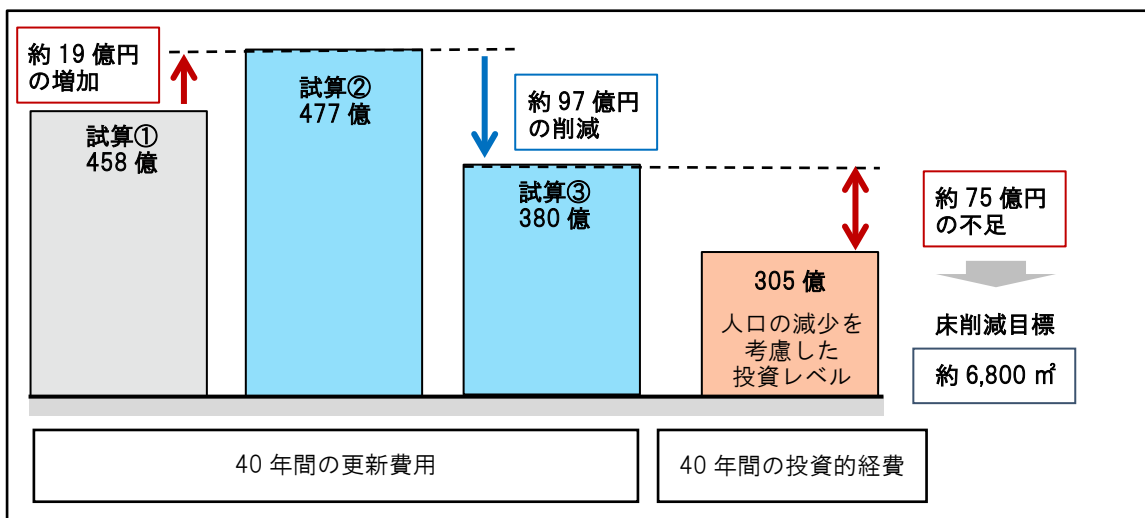 約 19 億円
の増加
試算①
458 億
試算②
477 億
約 97 億円
の削減
試算③
380 億
305 億
人口の減少を
考慮した
投資レベル
約 75 億円
の不足
床削減目標
約 6,800 ㎡
40 年間の更新費用
40 年間の投資的経費